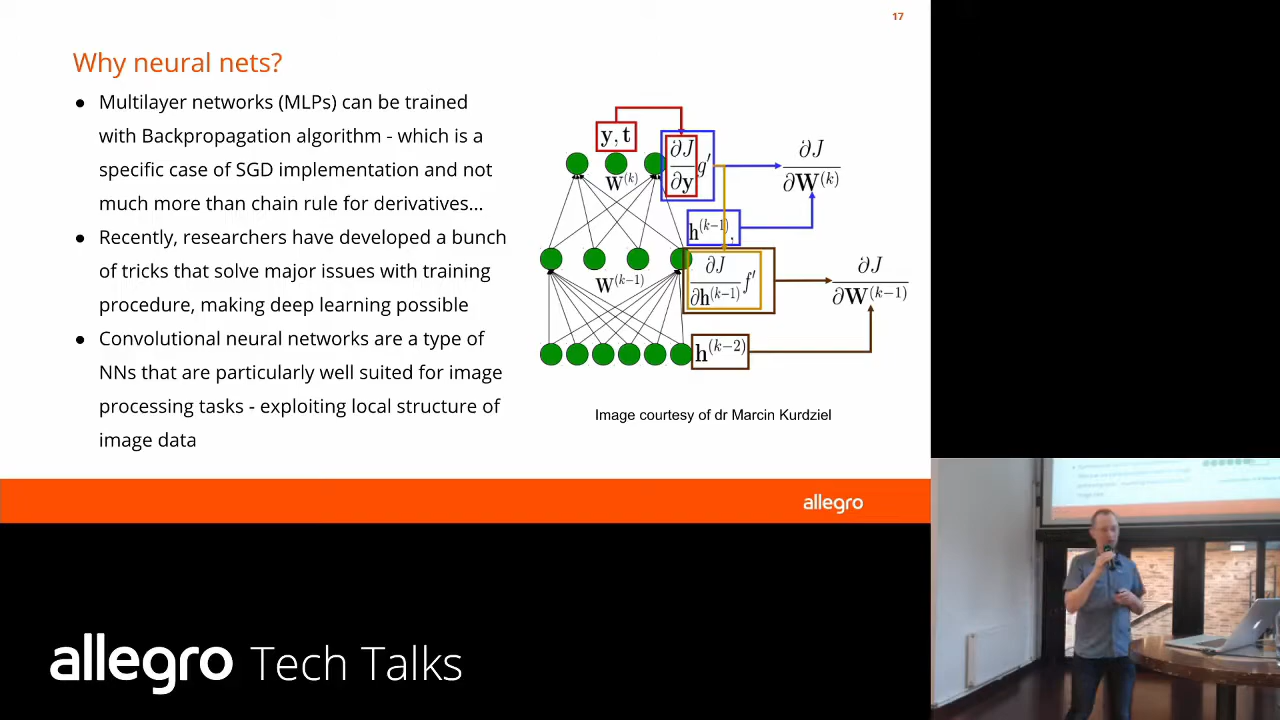 17
Why neural nets?
● Multilayer networks (MLPs) can be trained
with Backpropagation algorithm - which is a
specific case of SGD implementation and not
much more than chain rule for derivatives...
● Recently, researchers have developed a bunch
of tricks that solve major issues with training
procedure, making deep learning possible
● Convolutional neural networks are a type of
NNs that are particularly well suited for image
processing tasks - exploiting local structure of
image data
y, t
∂J/∂y g′
∂J/∂W^(k)
W^(k)
h^(k−1),
∂J/∂h^(k−1) f′
∂J/∂W^(k−1)
W^(k−1)
h^(k−2)
Image courtesy of dr Marcin Kurdziel
allegro
allegro Tech Talks